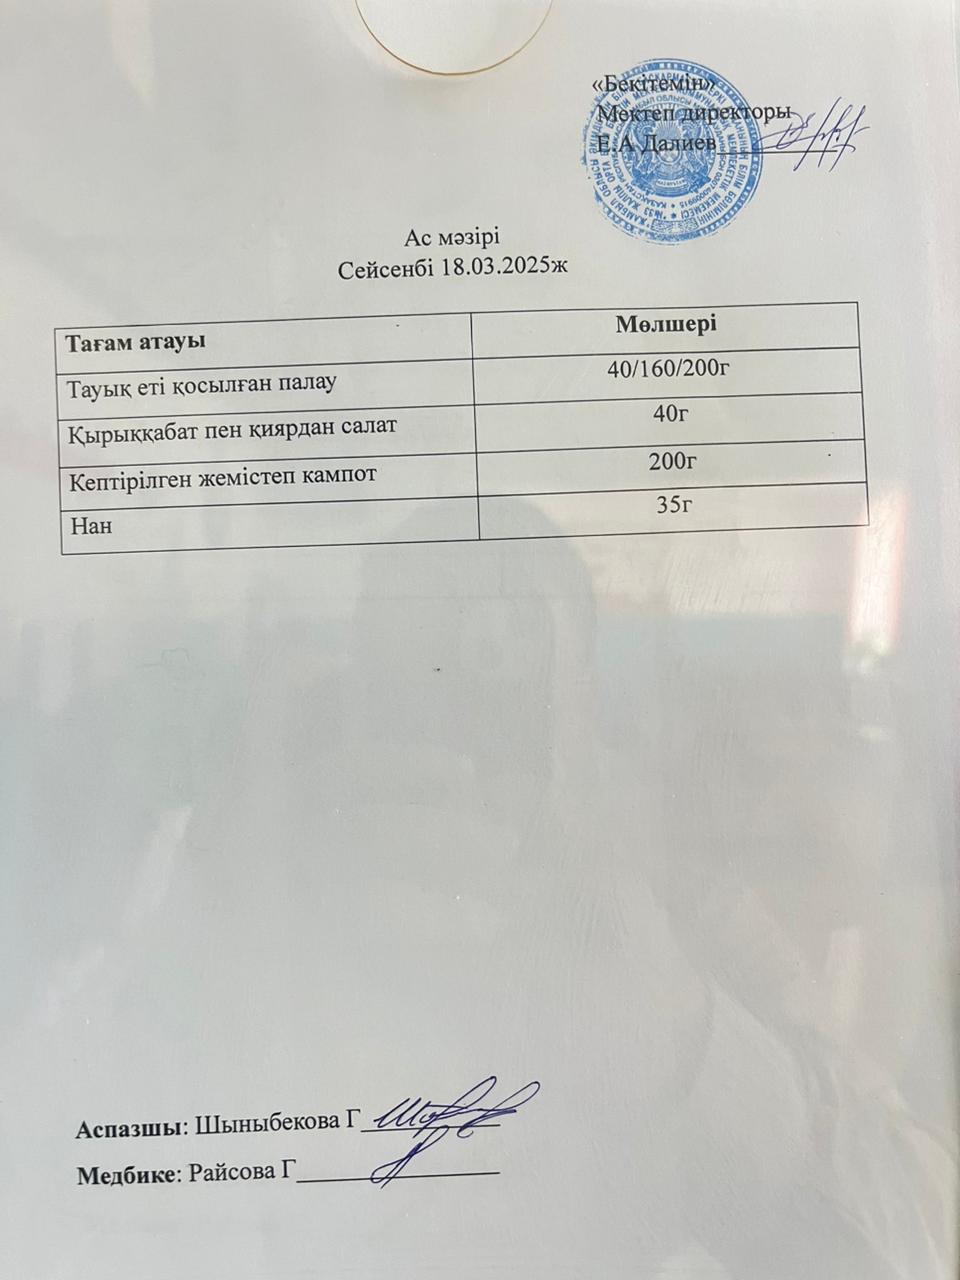 «Бекітемін»
Мектеп директоры
Е.А Далиев
Ас мәзірі
Сейсенбі 18.03.2025ж
Тағам атауы Мөлшері
Тауық еті қосылған палау 40/160/200г
Қырыққабат пен қиярдан салат 40г
Кептірілген жемістеп кампот 200г
Нан 35г
Аспазшы: Шыныбекова Г
Медбике: Райсова Г